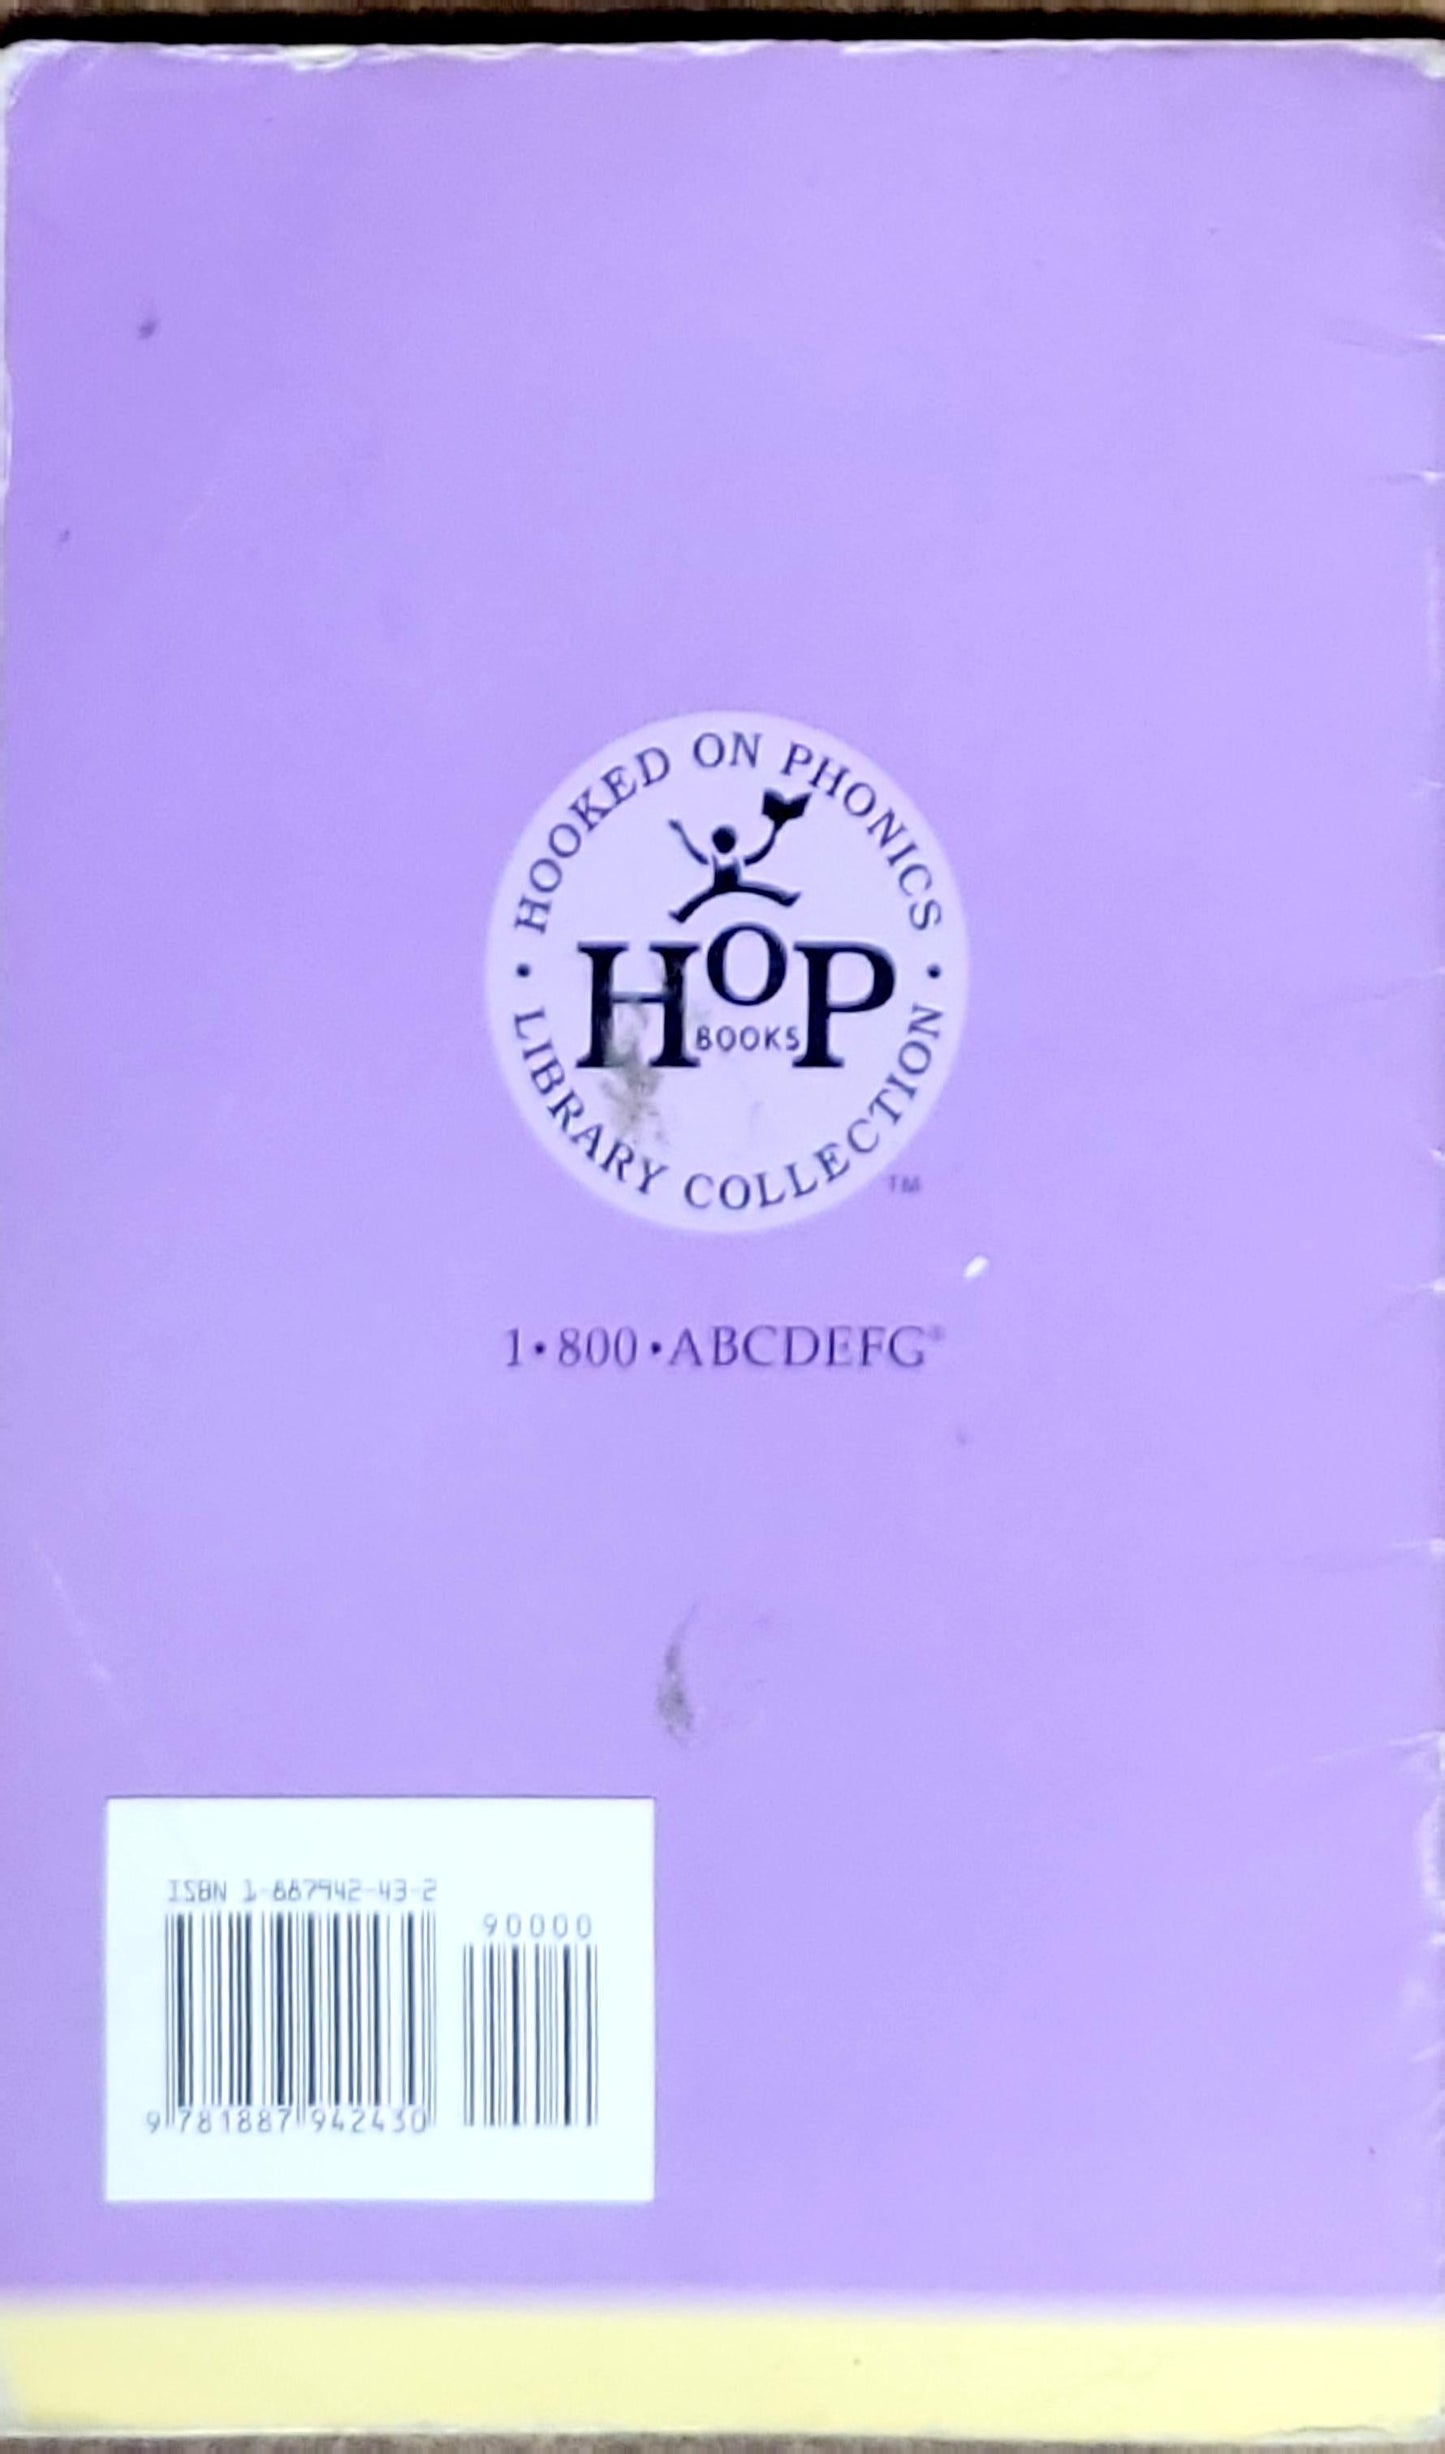 • HOOKED ON PHONICS •
HOP
BOOKS
LIBRARY COLLECTION
TM
1•800•ABCDEFG®
ISBN 1-887942-43-2
90000
9 781887 942430